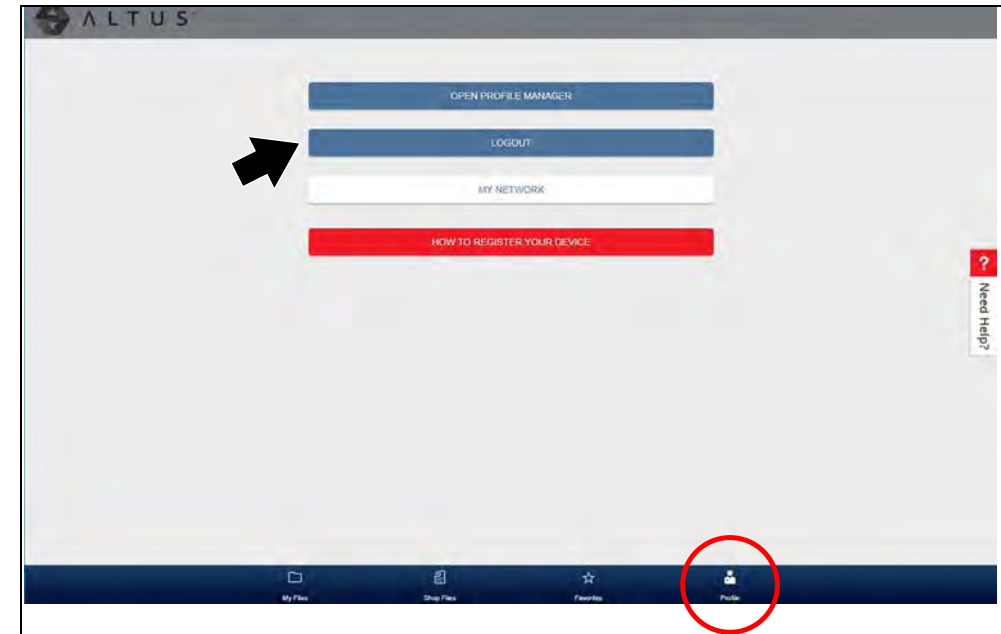 ALTUS
OPEN PROFILE MANAGER
LOGOUT
MY NETWORK
HOW TO REGISTER YOUR DEVICE
?
Need Help?
My Files
Shop Files
Favorites
Profile